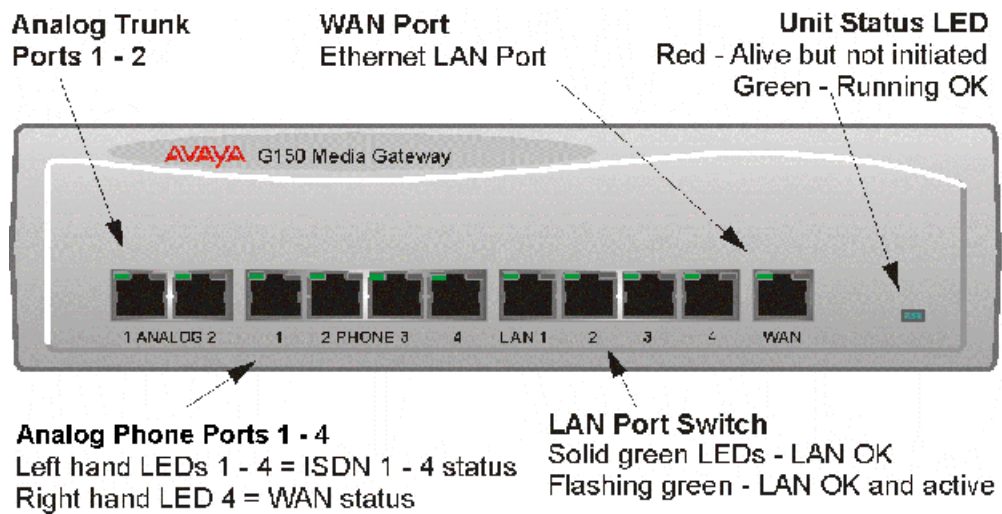 Analog Trunk
Ports 1 - 2
WAN Port
Ethernet LAN Port
Unit Status LED
Red - Alive but not initiated
Green - Running OK
AVAYA G150 Media Gateway
1 ANALOG 2 1 2 PHONE 3 4 LAN 1 2 3 4 WAN
Analog Phone Ports 1 - 4
Left hand LEDs 1 - 4 = ISDN 1 - 4 status
Right hand LED 4 = WAN status
LAN Port Switch
Solid green LEDs - LAN OK
Flashing green - LAN OK and active